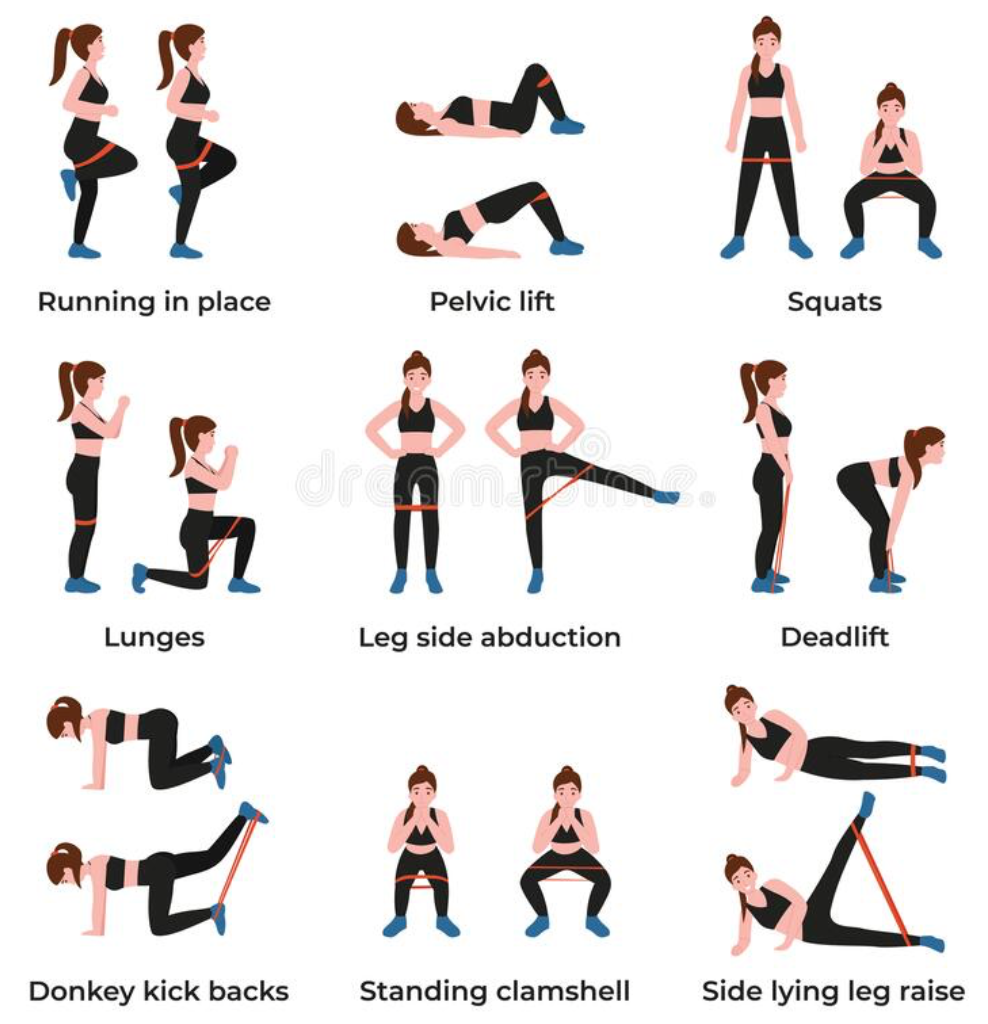 Running in place
Pelvic lift
Squats
dreamstime.
Lunges
Leg side abduction
Deadlift
Donkey kick backs
Standing clamshell
Side lying leg raise